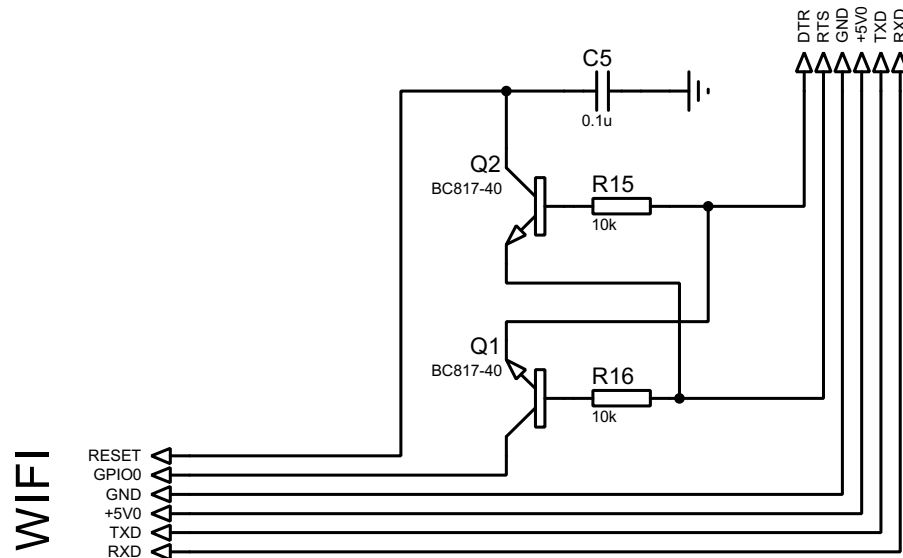 DTR
RTS
GND
+5V0
TXD
RXD
C5
0.1u
Q2
BC817-40
R15
10k
Q1
BC817-40
R16
10k
WIFI
RESET
GPIO0
GND
+5V0
TXD
RXD